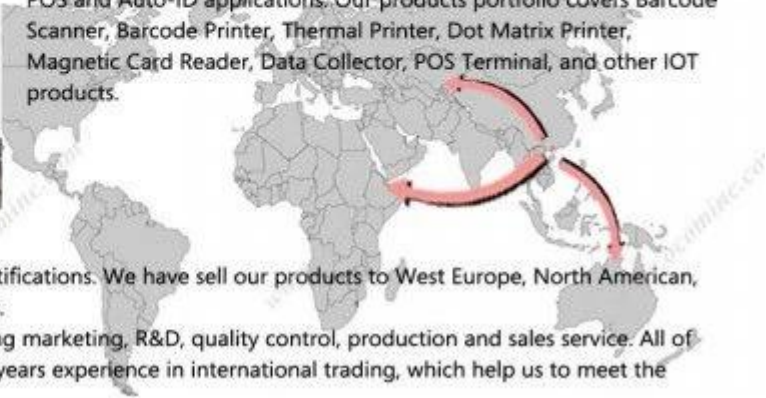 POS and Auto-ID applications. Our products portfolio covers Barcode
Scanner, Barcode Printer, Thermal Printer, Dot Matrix Printer,
Magnetic Card Reader, Data Collector, POS Terminal, and other IOT
products.
tifications. We have sell our products to West Europe, North American,
.
ng marketing, R&D, quality control, production and sales service. All of
years experience in international trading, which help us to meet the